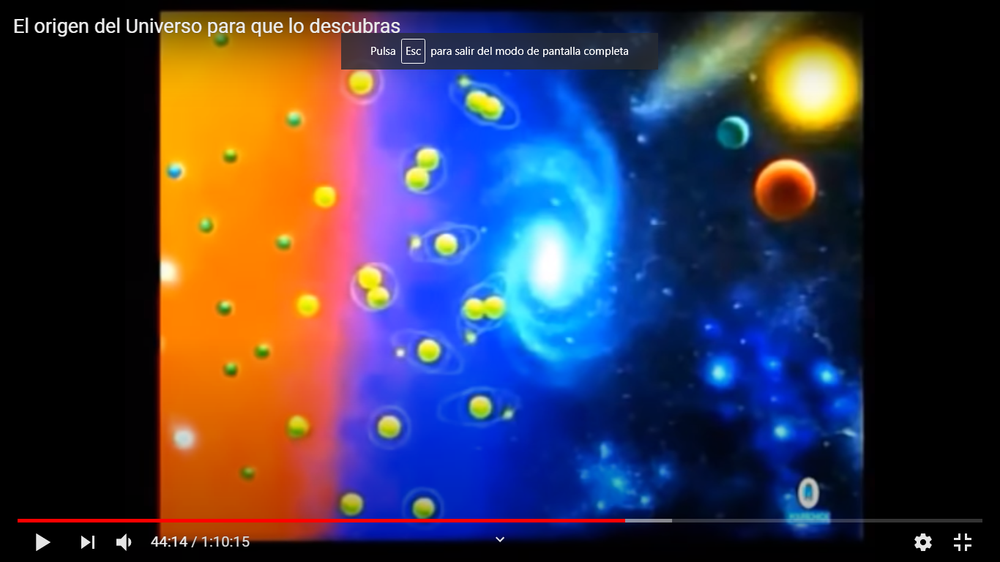 El origen del Universo para que lo descubras
Pulsa Esc para salir del modo de pantalla completa
44:14 / 1:10:15